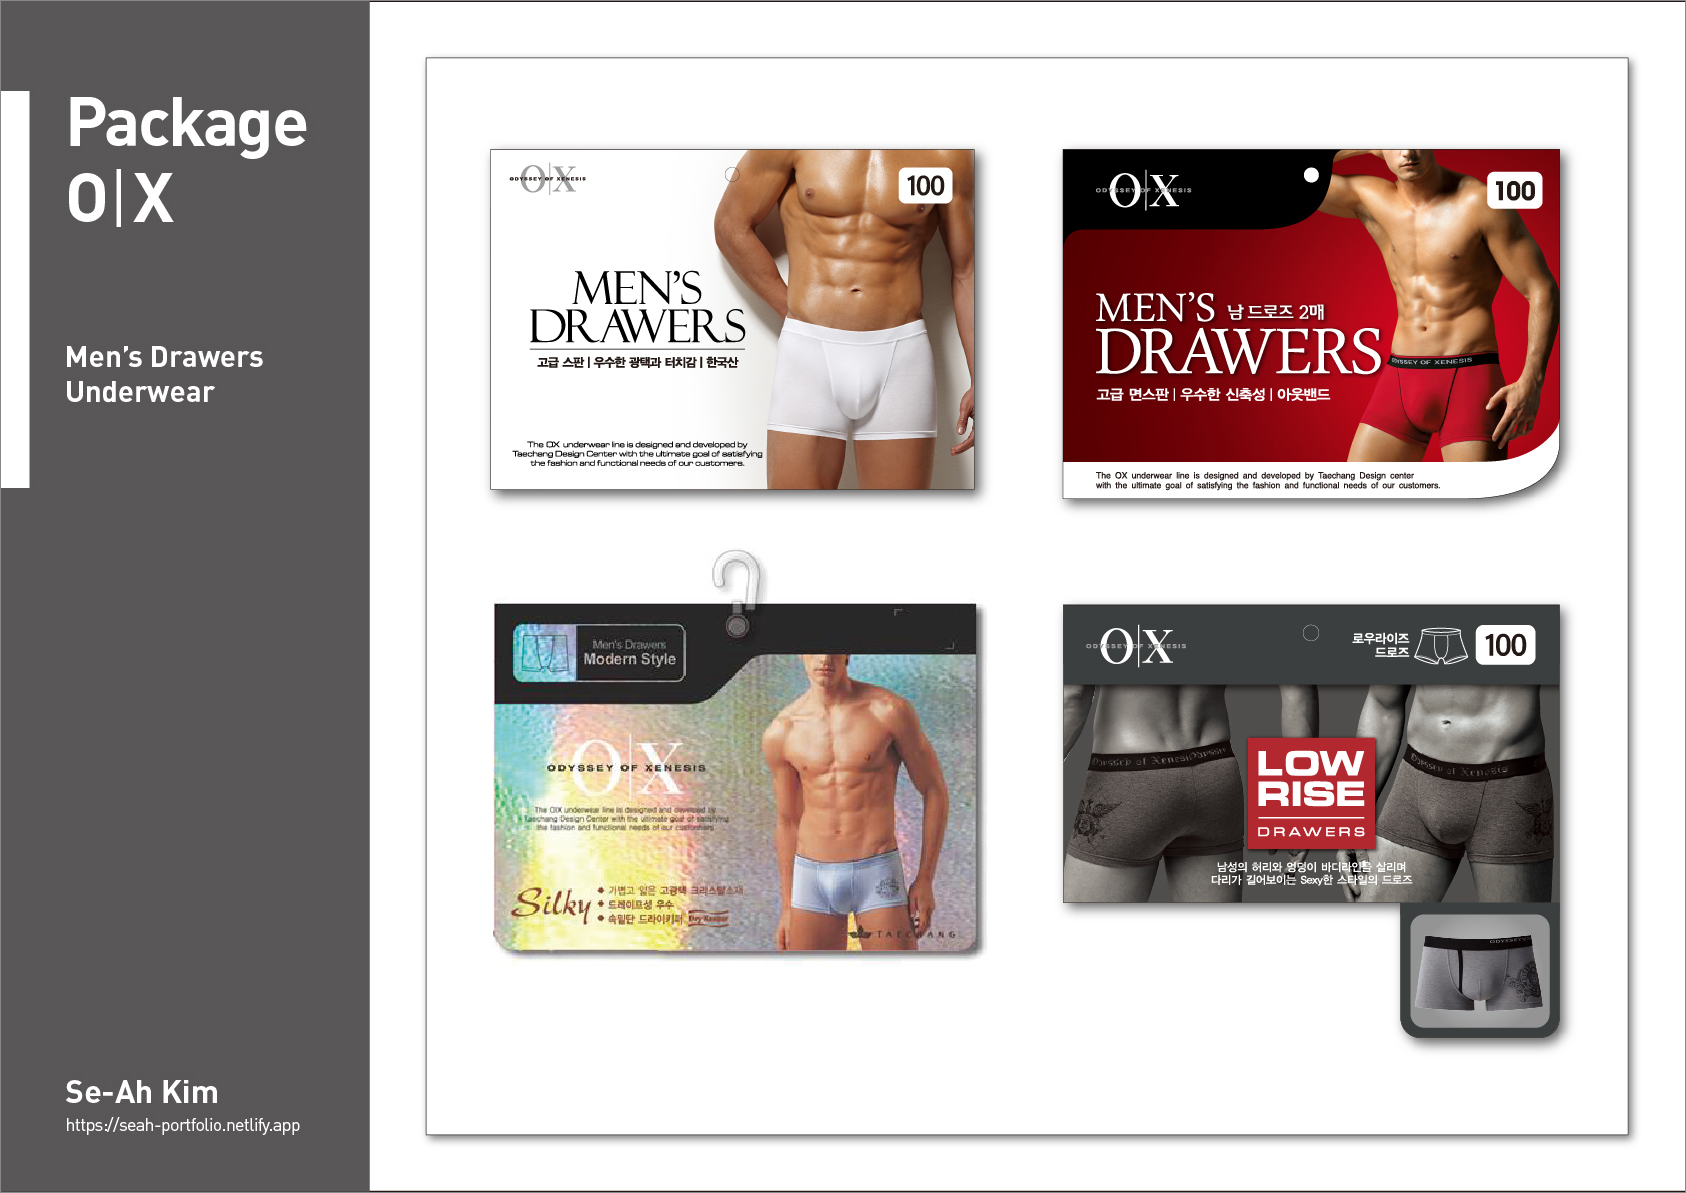 Package
O|X
Men's Drawers
Underwear
Se-Ah Kim
https://seah-portfolio.netlify.app
O|X
ODYSSEY OF XENESIS
100
MEN'S
DRAWERS
고급 스판 | 우수한 광택과 터치감 | 한국산
The OX underwear line is designed and developed by
Taechang Design Center with the ultimate goal of satisfying
the fashion and functional needs of our customers.
O|X
ODYSSEY OF XENESIS
100
MEN'S 남 드로즈 2매
DRAWERS
고급 면스판 | 우수한 신축성 | 아웃밴드
ODYSSEY OF XENESIS
The OX underwear line is designed and developed by Taechang Design center
with the ultimate goal of satisfying the fashion and functional needs of our customers.
Men's Drawers
Modern Style
O|X
ODYSSEY OF XENESIS
The O|X underwear line is designed and developed by
Taechang Design Center with the ultimate goal of satisfying
the fashion and functional needs of our customers.
Silky
가볍고 얇은 고광택 크리스탈소재
드레이프성 우수
속밑단 드라이키퍼 Dry Keeper
TAECHANG
O|X
ODYSSEY OF XENESIS
로우라이즈
드로즈
100
Odyssey of Xenesis
Odyssey of Xenesis
LOW
RISE
DRAWERS
남성의 허리와 엉덩이 바디라인을 살리며
다리가 길어보이는 Sexy한 스타일의 드로즈